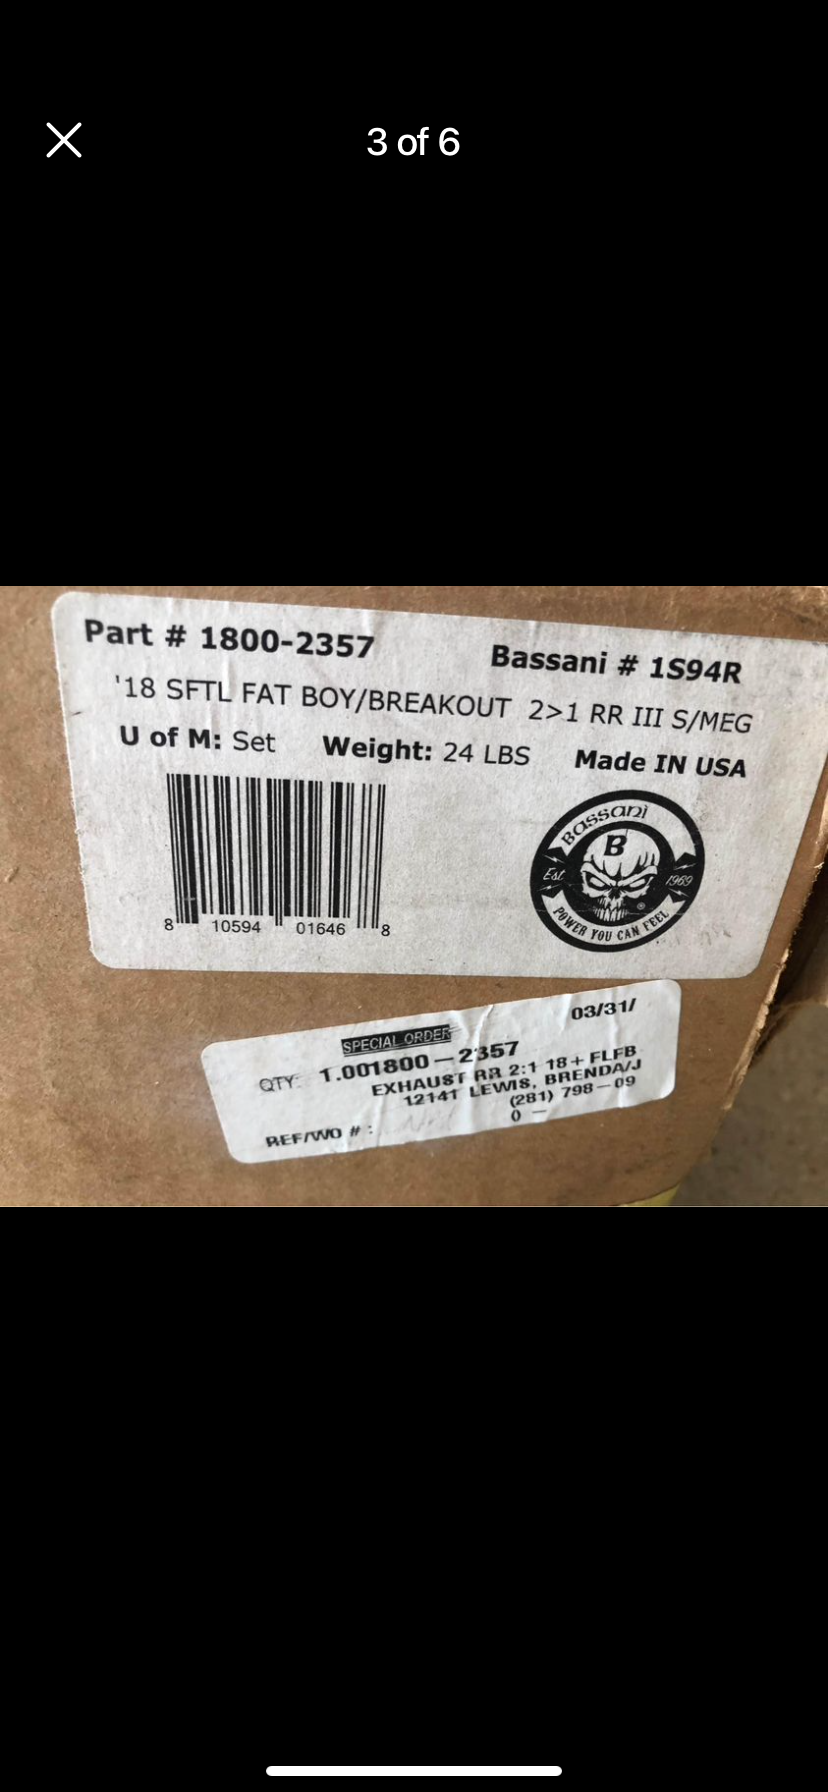 3 of 6
Part # 1800-2357 Bassani # 1S94R
'18 SFTL FAT BOY/BREAKOUT 2>1 RR III S/MEG
U of M: Set Weight: 24 LBS Made IN USA
8 10594 01646 8
Bassani
B
Est 1969
®
POWER YOU CAN FEEL
03/31/
SPECIAL ORDER
QTY: 1.001800-2357
EXHAUST RR 2:1 18+ FLFB
12141 LEWIS, BRENDA/J
(281) 798-09
0 -
REF/WO # :